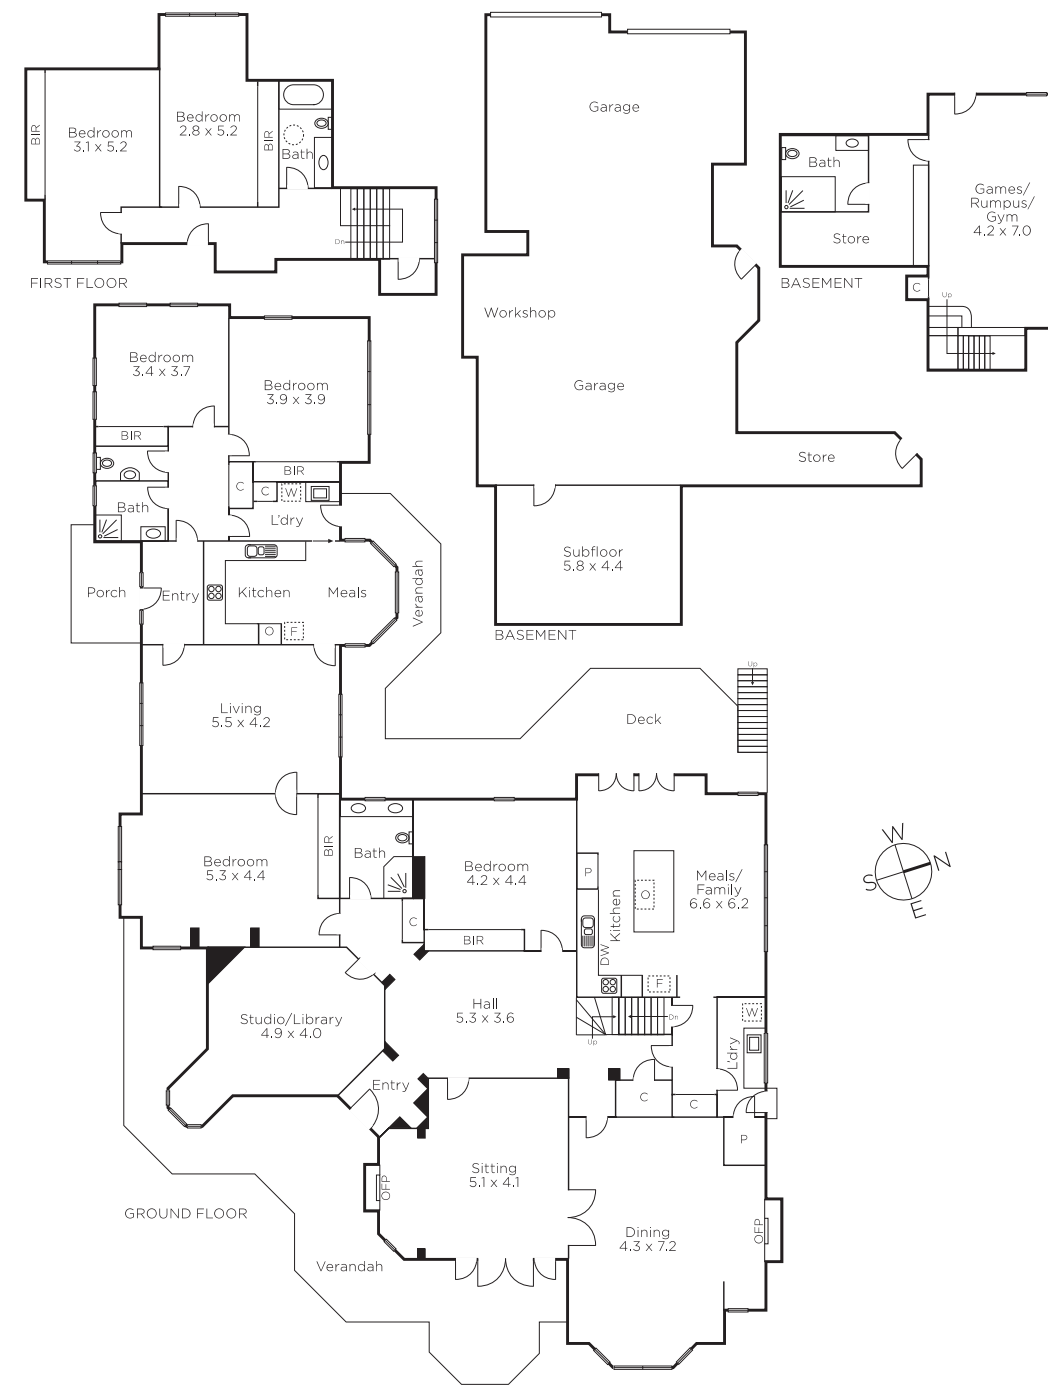 BIR
Bedroom
3.1 x 5.2
Bedroom
2.8 x 5.2
BIR
Bath
Dn
FIRST FLOOR
Garage
Workshop
Garage
Store
Subfloor
5.8 x 4.4
BASEMENT
Bath
Store
Games/
Rumpus/
Gym
4.2 x 7.0
BASEMENT
C
Up
Bedroom
3.4 x 3.7
Bedroom
3.9 x 3.9
BIR
BIR
C
C
W
Bath
L'dry
Porch
Entry
Kitchen
Meals
O
F
Verandah
Living
5.5 x 4.2
Deck
Up
Bedroom
5.3 x 4.4
BIR
Bath
C
Bedroom
4.2 x 4.4
BIR
P
Kitchen
DW
O
F
Meals/
Family
6.6 x 6.2
W
N
S
E
Studio/Library
4.9 x 4.0
Hall
5.3 x 3.6
Up
Dn
W
L'dry
Entry
C
C
P
Sitting
5.1 x 4.1
OFP
Dining
4.3 x 7.2
OFP
GROUND FLOOR
Verandah